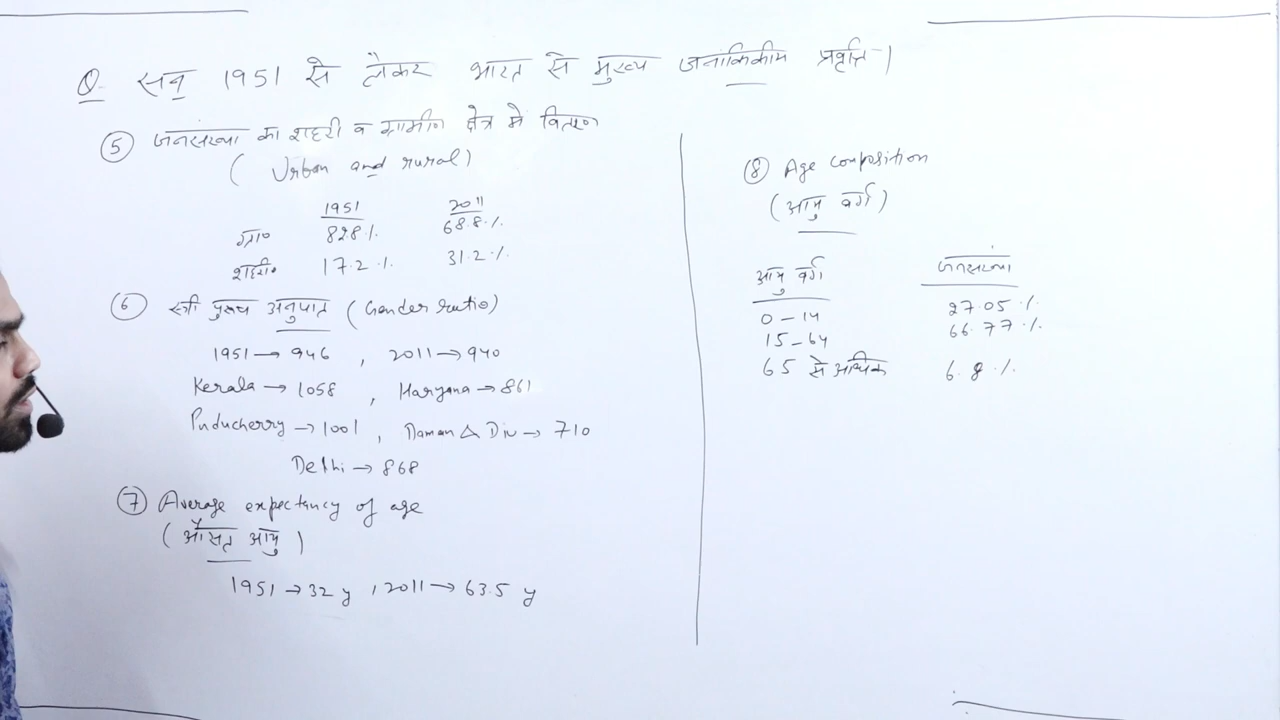 Q. सन् 1951 से लेकर भारत से मुख्य जनांकिकीय प्रवृत्ति।
⑤ जनसंख्या का शहरी व ग्रामीण क्षेत्र में वितरण
(Urban and rural)
1951 2011
ग्रा० 82.8% 68.8%
शहरी० 17.2% 31.2%
⑥ स्त्री पुरुष अनुपात (Gender ratio)
1951 → 946 , 2011 → 940
Kerala → 1058 , Haryana → 861
Puducherry → 1001 , Daman & Diu → 710
Delhi → 868
⑦ Average expectancy of age
(औसत आयु)
1951 → 32 y , 2011 → 63.5 y
⑧ Age composition
(आयु वर्ग)
आयु वर्ग जनसंख्या
0 – 14 27.05%
15 – 64 66.77%
65 से अधिक 6.8%